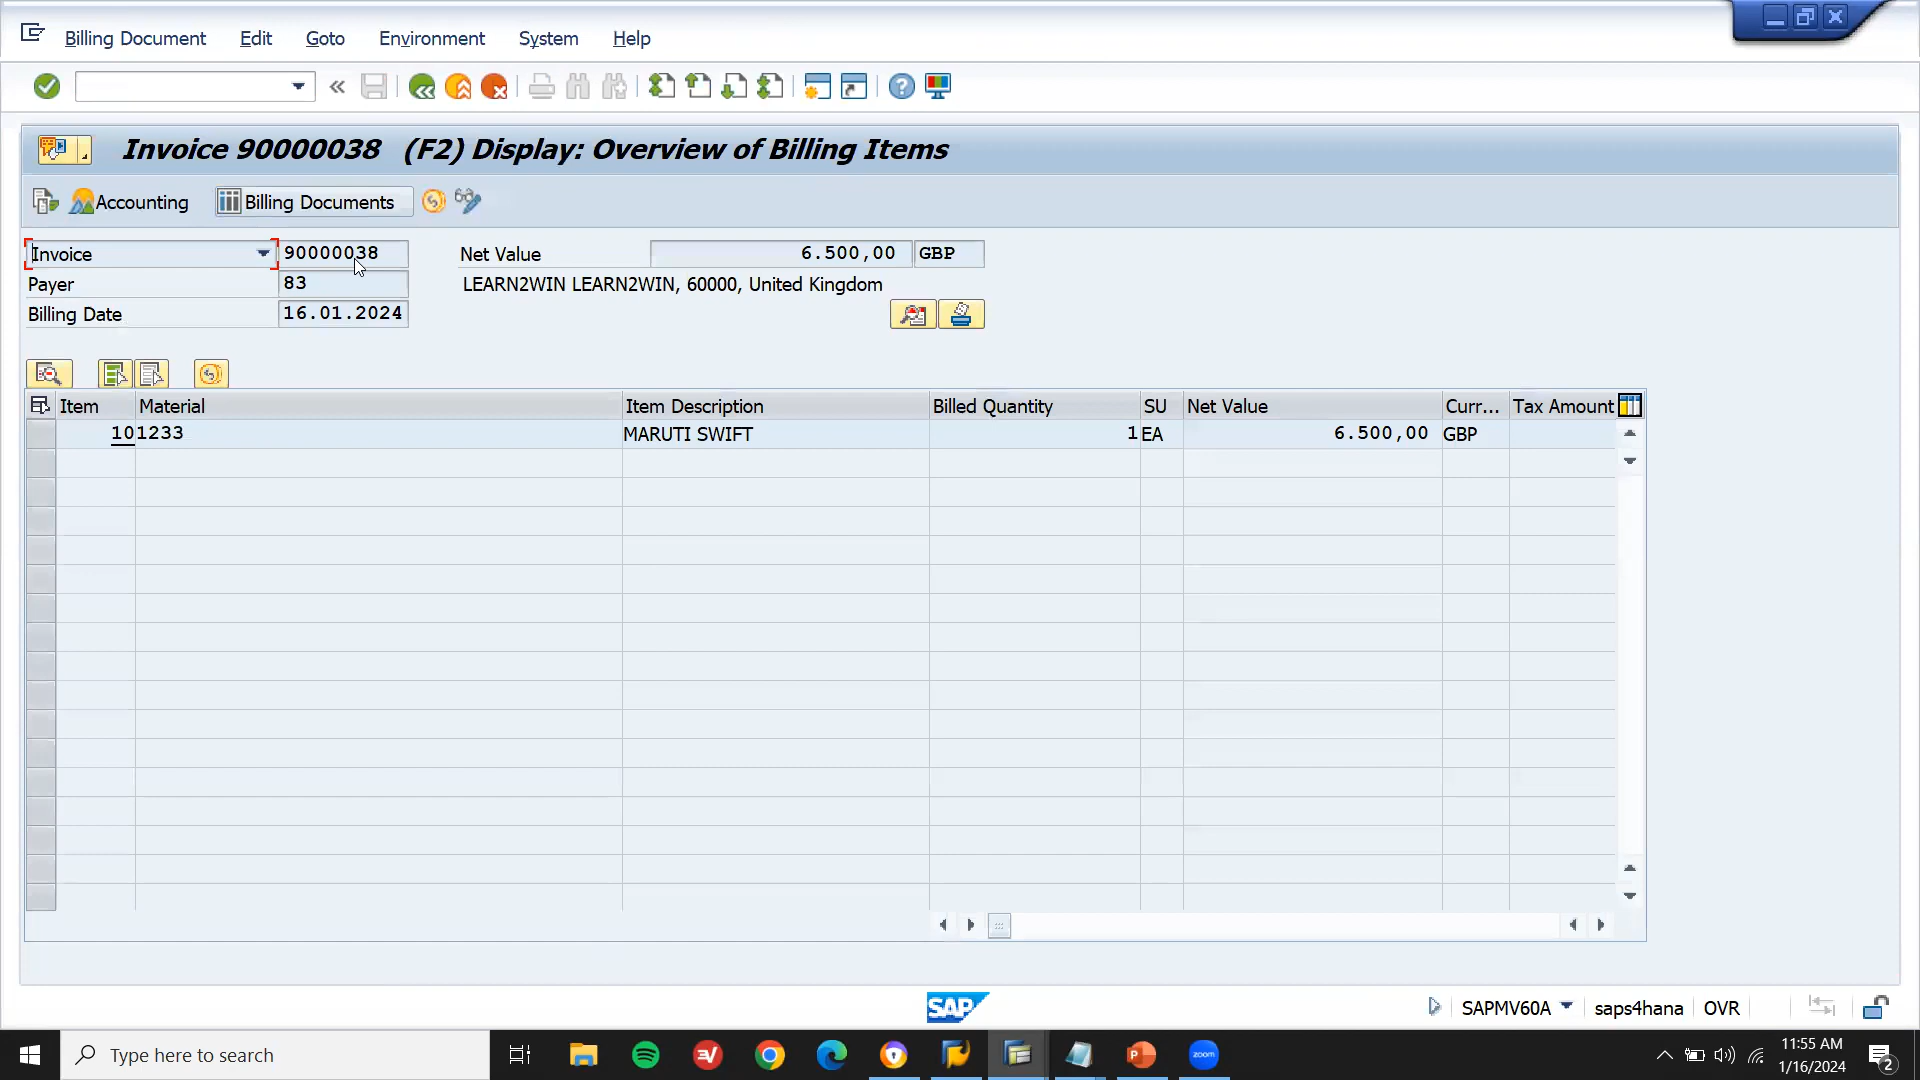 Billing Document Edit Goto Environment System Help
Invoice 90000038 (F2) Display: Overview of Billing Items
Accounting Billing Documents
Invoice 90000038 Net Value 6.500,00 GBP
Payer 83 LEARN2WIN LEARN2WIN, 60000, United Kingdom
Billing Date 16.01.2024
Item Material Item Description Billed Quantity SU Net Value Curr... Tax Amount
10 1233 MARUTI SWIFT 1 EA 6.500,00 GBP
SAP SAPMV60A saps4hana OVR
Type here to search zoom 11:55 AM
1/16/2024 2